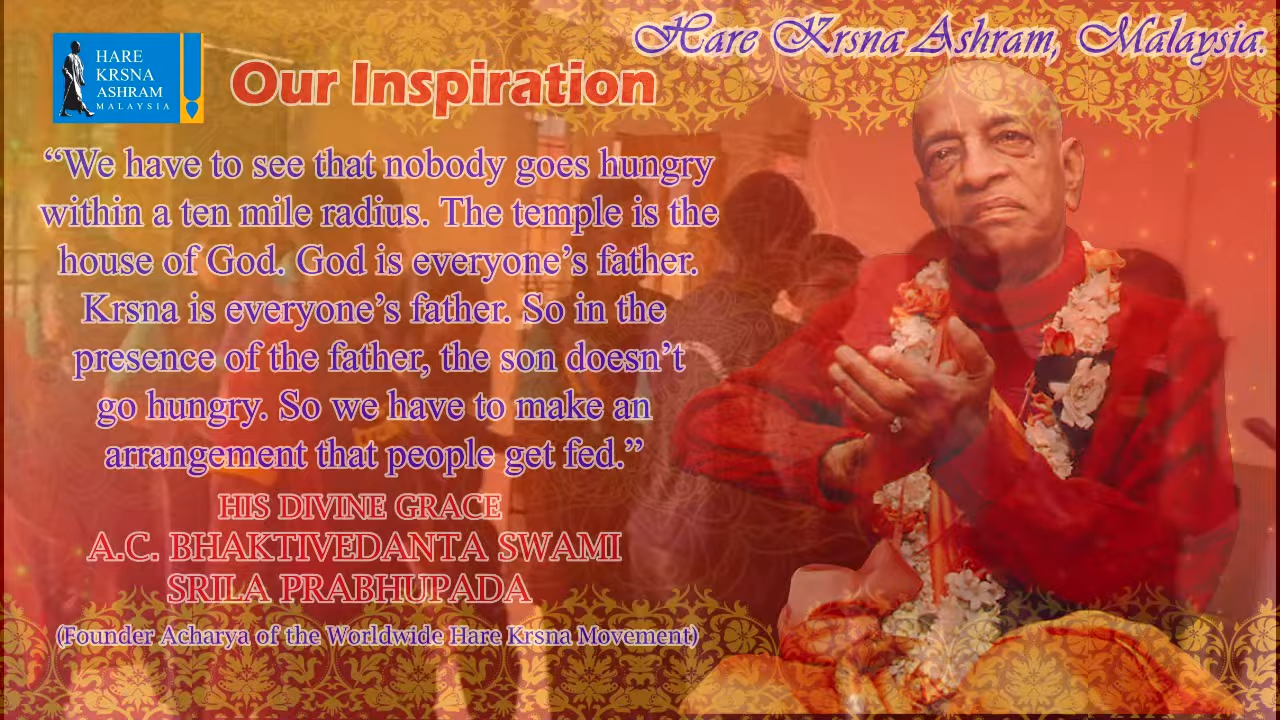 Hare Krsna Ashram, Malaysia.
HARE
KRSNA
ASHRAM
MALAYSIA
Our Inspiration
“We have to see that nobody goes hungry
within a ten mile radius. The temple is the
house of God. God is everyone’s father.
Krsna is everyone’s father. So in the
presence of the father, the son doesn’t
go hungry. So we have to make an
arrangement that people get fed.”
HIS DIVINE GRACE
A.C. BHAKTIVEDANTA SWAMI
SRILA PRABHUPADA
(Founder Acharya of the Worldwide Hare Krsna Movement)